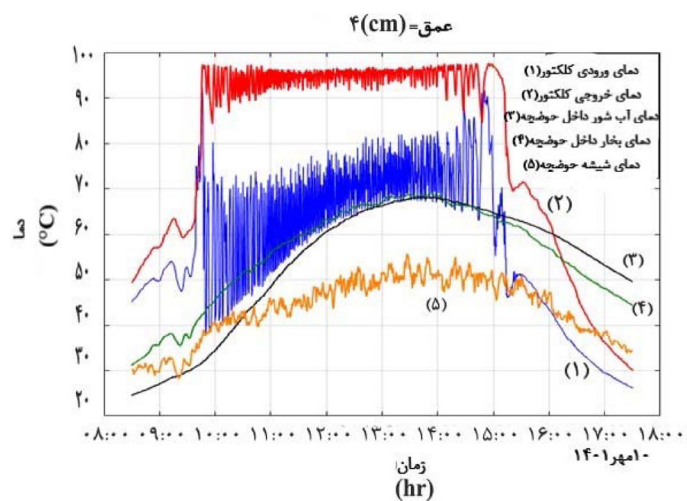 عمق=۴(cm)
۱۰۰
۹۰
۸۰
۷۰
۶۰
۵۰
۴۰
۳۰
۲۰
دما
(°C)
دمای ورودی کلکتور(۱)
دمای خروجی کلکتور(۲)
دمای آب شور داخل حوضچه(۳)
دمای بخار داخل حوضچه(۴)
دمای شیشه حوضچه(۵)
(۲)
(۳)
(۴)
(۵)
(۱)
۰۸:۰۰ ۰۹:۰۰ ۱۰:۰۰ ۱۱:۰۰ ۱۲:۰۰ ۱۳:۰۰ ۱۴:۰۰ ۱۵:۰۰ ۱۶:۰۰ ۱۷:۰۰ ۱۸:۰۰
۱۰مهر۱۴۰۱
زمان
(hr)